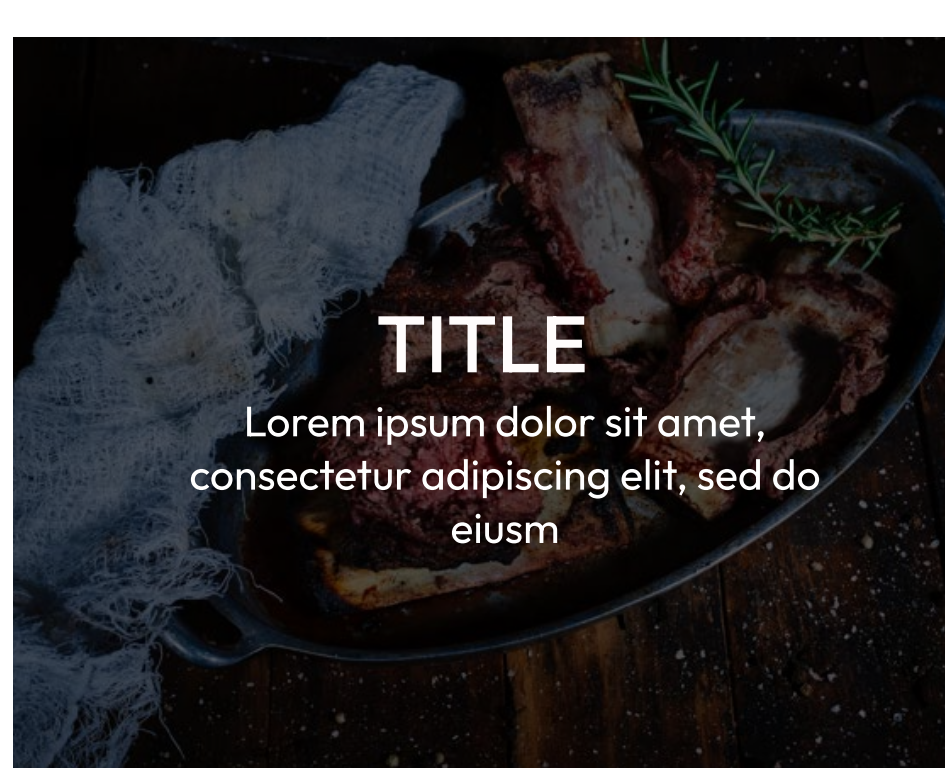 TITLE
Lorem ipsum dolor sit amet,
consectetur adipiscing elit, sed do
eiusm